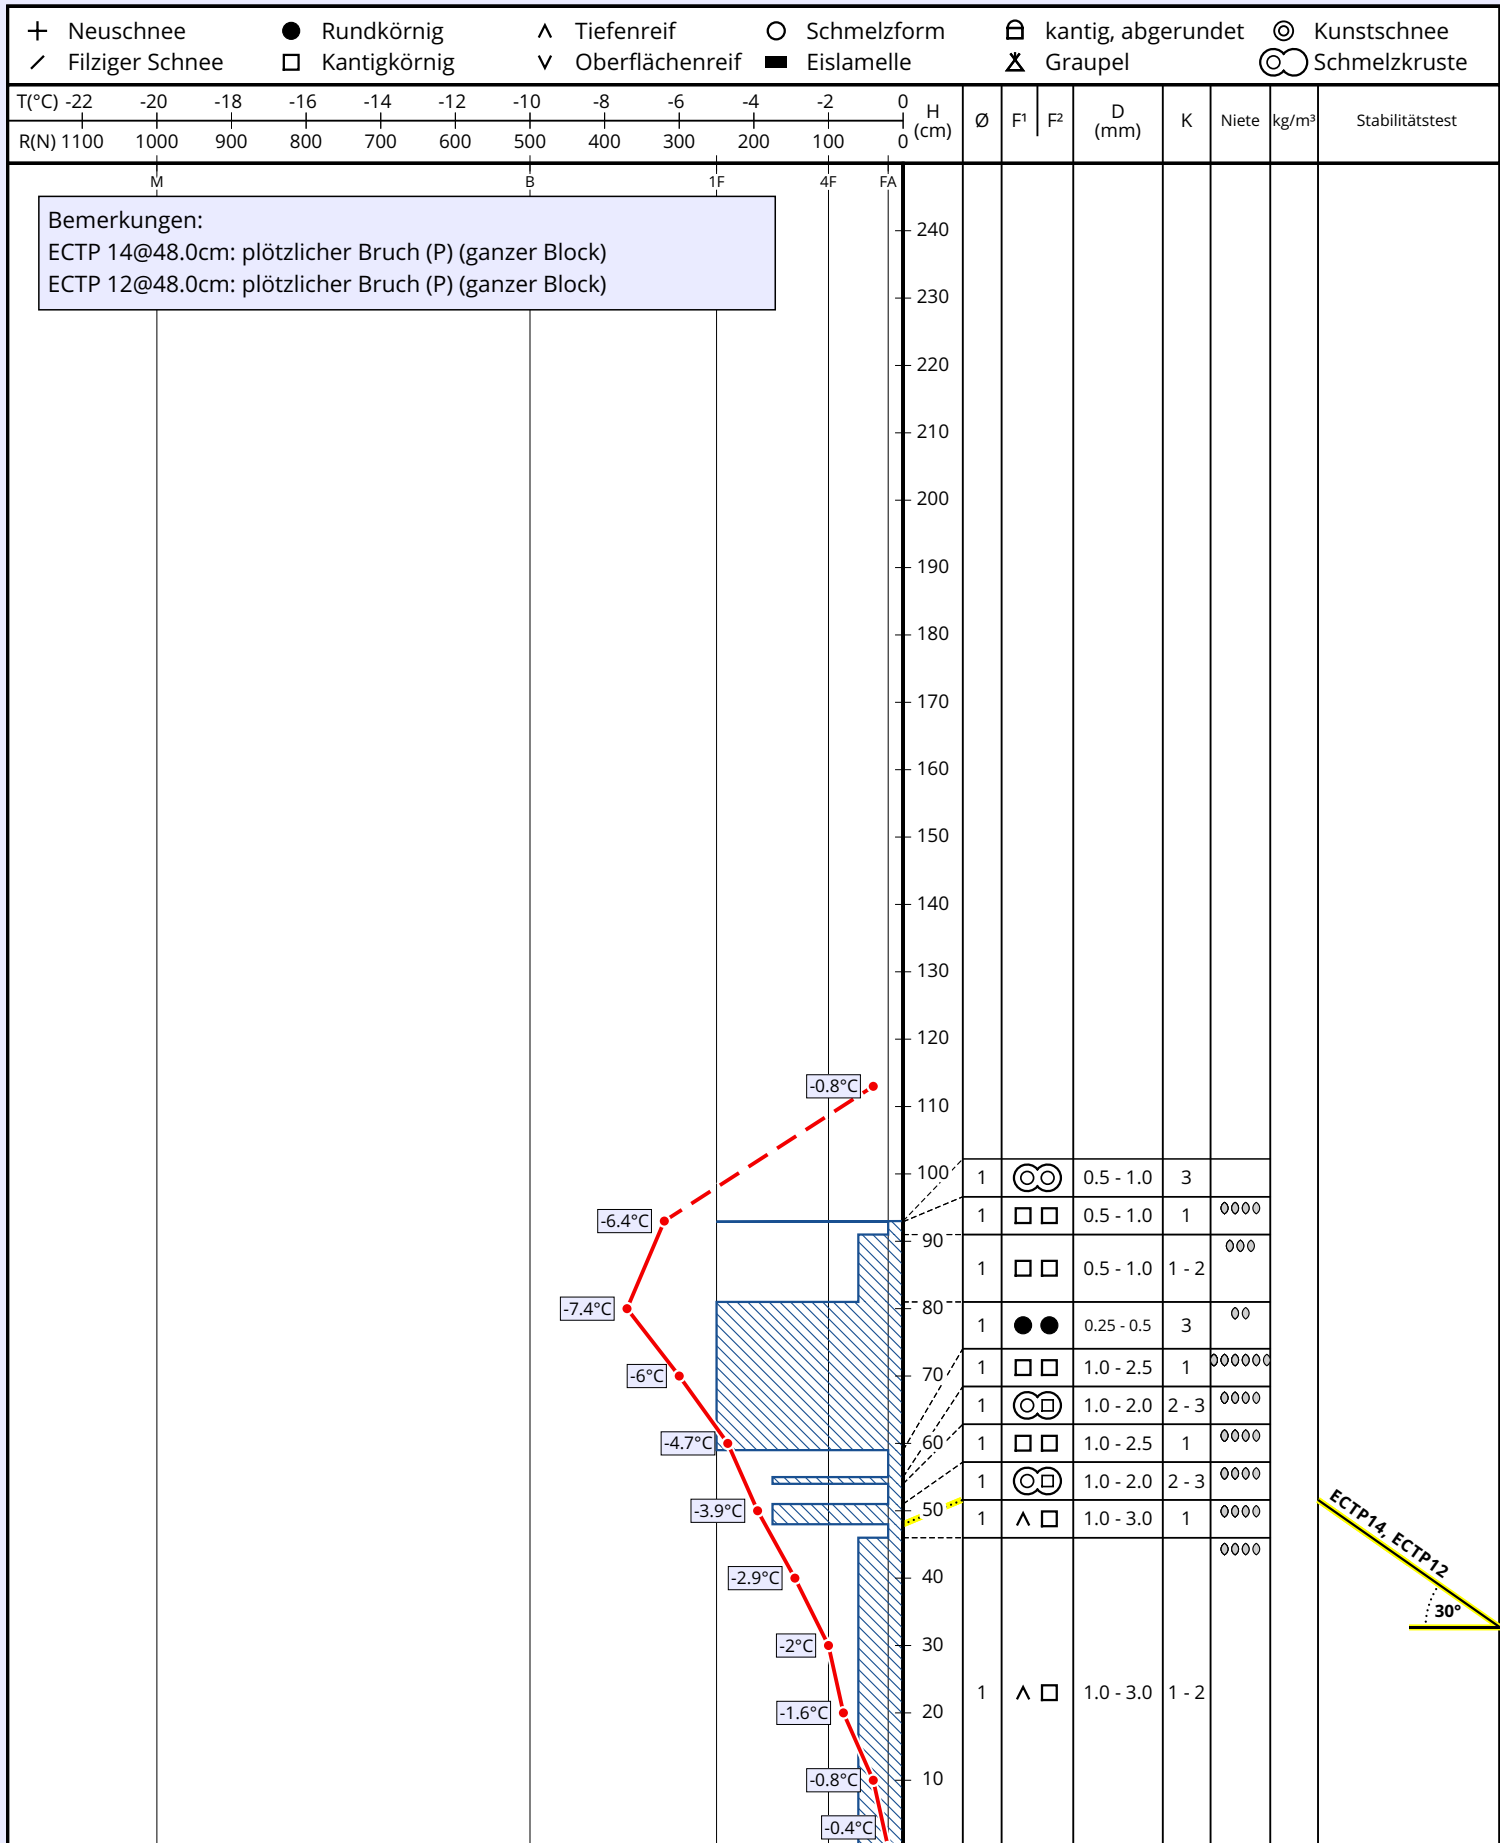 Neuschnee Rundkörnig Tiefenreif Schmelzform kantig, abgerundet Kunstschnee
Filziger Schnee Kantigkörnig Oberflächenreif Eislamelle Graupel Schmelzkruste
T(°C) -22 -20 -18 -16 -14 -12 -10 -8 -6 -4 -2 0
R(N) 1100 1000 900 800 700 600 500 400 300 200 100 0
H (cm) Ø F¹ F² D (mm) K Niete kg/m³ Stabilitätstest
M B 1F 4F FA
Bemerkungen:
ECTP 14@48.0cm: plötzlicher Bruch (P) (ganzer Block)
ECTP 12@48.0cm: plötzlicher Bruch (P) (ganzer Block)
240
230
220
210
200
190
180
170
160
150
140
130
120
-0.8°C
110
100 1 0.5 - 1.0 3
-6.4°C 1 0.5 - 1.0 1
90
1 0.5 - 1.0 1 - 2
-7.4°C 80
1 0.25 - 0.5 3
-6°C 70 1 1.0 - 2.5 1
1 1.0 - 2.0 2 - 3
-4.7°C 60 1 1.0 - 2.5 1
1 1.0 - 2.0 2 - 3
-3.9°C 50 1 1.0 - 3.0 1
ECTP14, ECTP12
-2.9°C 40
30°
-2°C 30
1 1.0 - 3.0 1 - 2
-1.6°C 20
-0.8°C 10
-0.4°C